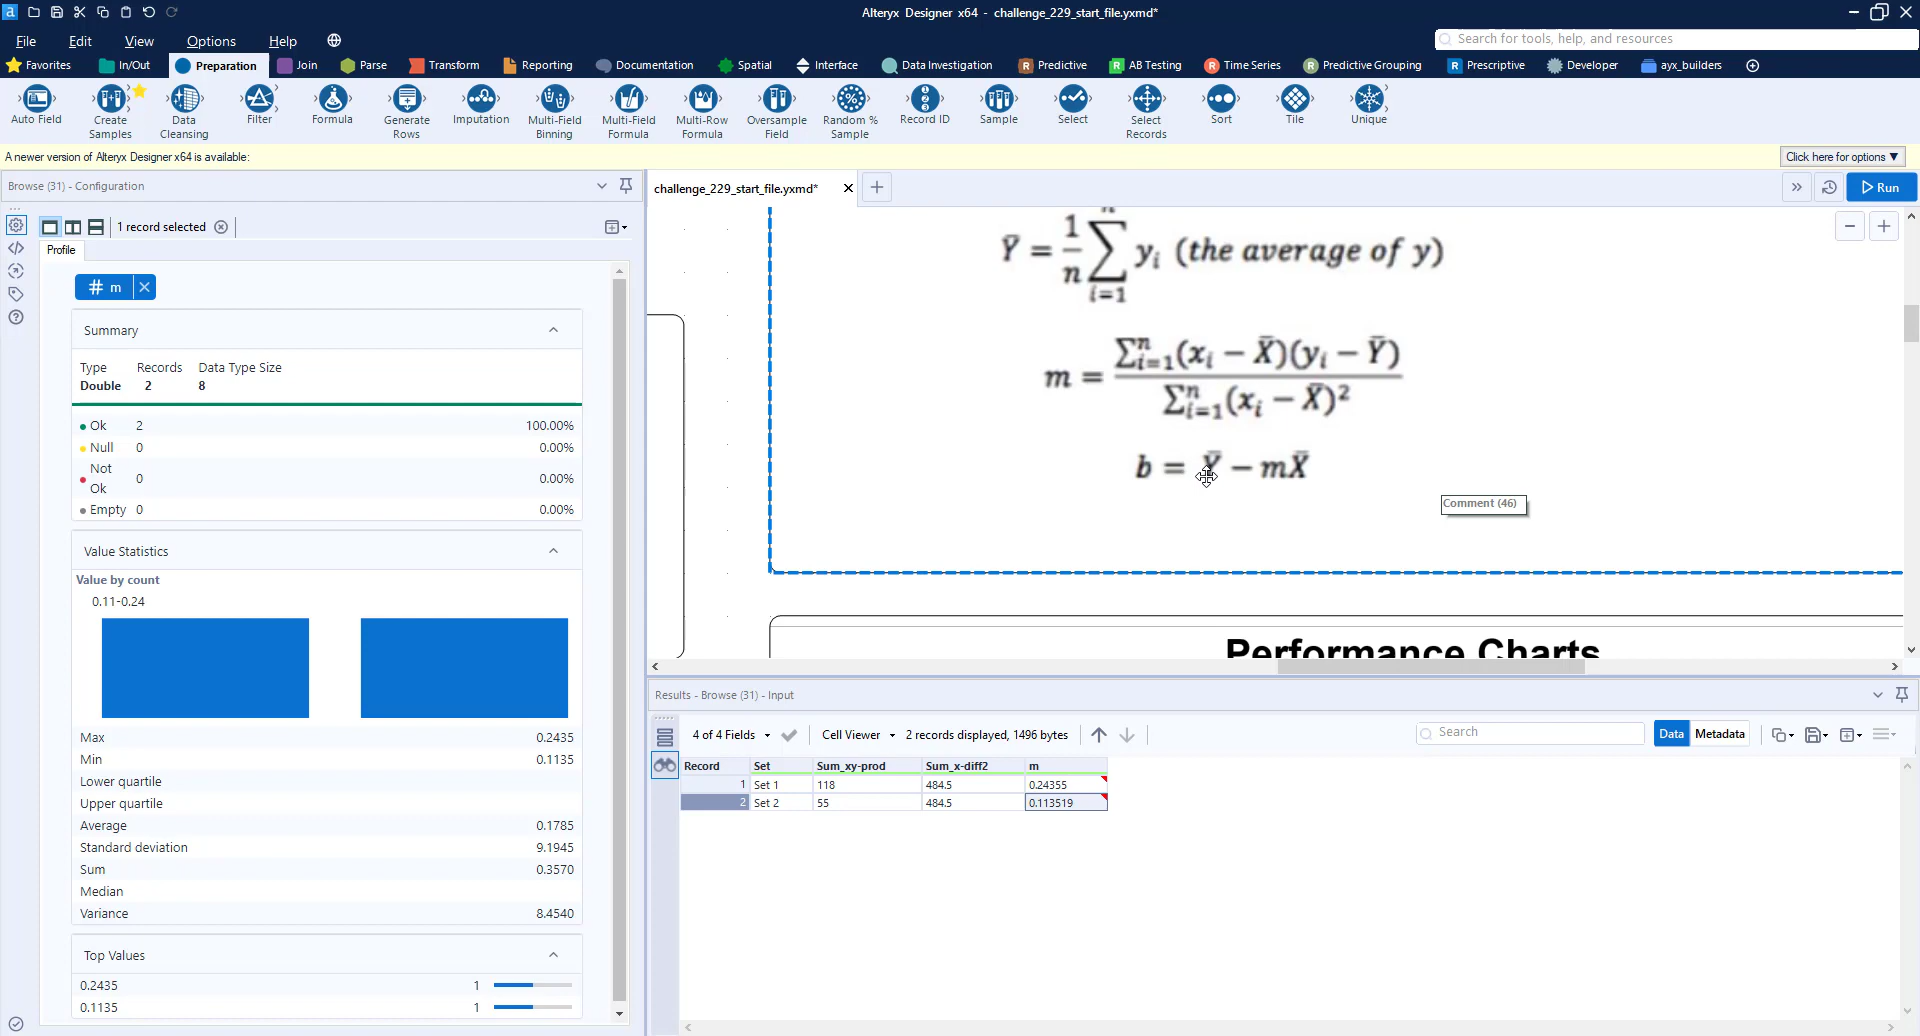 a
Alteryx Designer x64 - challenge_229_start_file.yxmd*
File Edit View Options Help
Search for tools, help, and resources
Favorites In/Out Preparation Join Parse Transform Reporting Documentation Spatial Interface Data Investigation R Predictive R AB Testing R Time Series R Predictive Grouping R Prescriptive Developer ayx_builders
Auto Field Create Samples Data Cleansing Filter Formula Generate Rows Imputation Multi-Field Binning Multi-Field Formula Multi-Row Formula Oversample Field Random % Sample Record ID Sample Select Select Records Sort Tile Unique
A newer version of Alteryx Designer x64 is available:
Click here for options ▼
Browse (31) - Configuration
challenge_229_start_file.yxmd*
Run
1 record selected
Profile
# m
Summary
Type Records Data Type Size
Double 2 8
Ok 2 100.00%
Null 0 0.00%
Not Ok 0 0.00%
Empty 0 0.00%
Value Statistics
Value by count
0.11-0.24
Max 0.2435
Min 0.1135
Lower quartile
Upper quartile
Average 0.1785
Standard deviation 9.1945
Sum 0.3570
Median
Variance 8.4540
Top Values
0.2435 1
0.1135 1
Ȳ = 1/n ∑ i=1 n yᵢ (the average of y)
m = ∑ⁿᵢ₌₁(xᵢ − X̄)(yᵢ − Ȳ) / ∑ⁿᵢ₌₁(xᵢ − X̄)²
b = Ȳ − mX̄
Comment (46)
Performance Charts
Results - Browse (31) - Input
4 of 4 Fields Cell Viewer 2 records displayed, 1496 bytes
Search
Data Metadata
Record Set Sum_xy-prod Sum_x-diff2 m
1 Set 1 118 484.5 0.24355
2 Set 2 55 484.5 0.113519